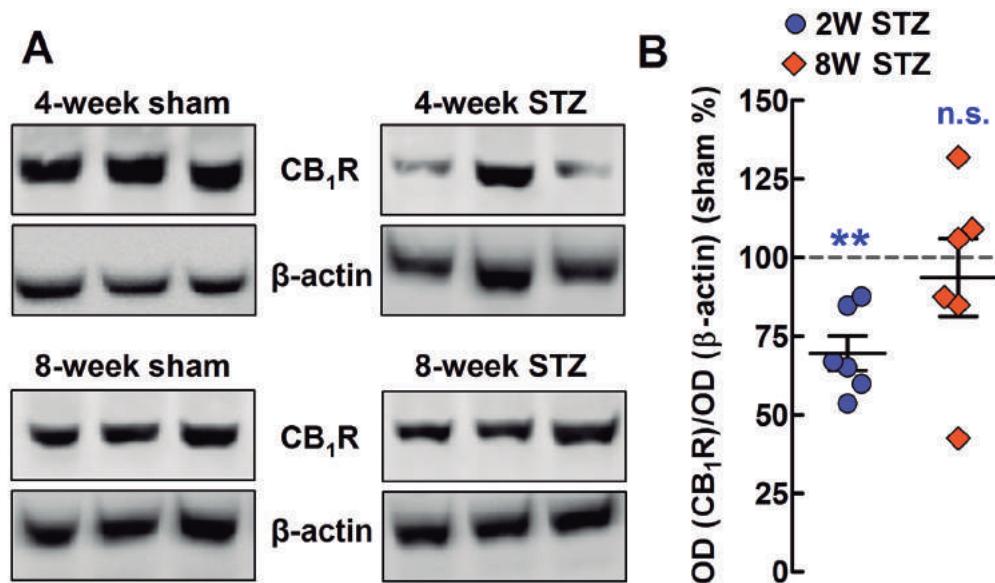 A
4-week sham
4-week STZ
CB₁R
β-actin
8-week sham
8-week STZ
CB₁R
β-actin
B
2W STZ
8W STZ
OD (CB₁R)/OD (β-actin) (sham %)
150
125
100
75
50
25
0
**
n.s.